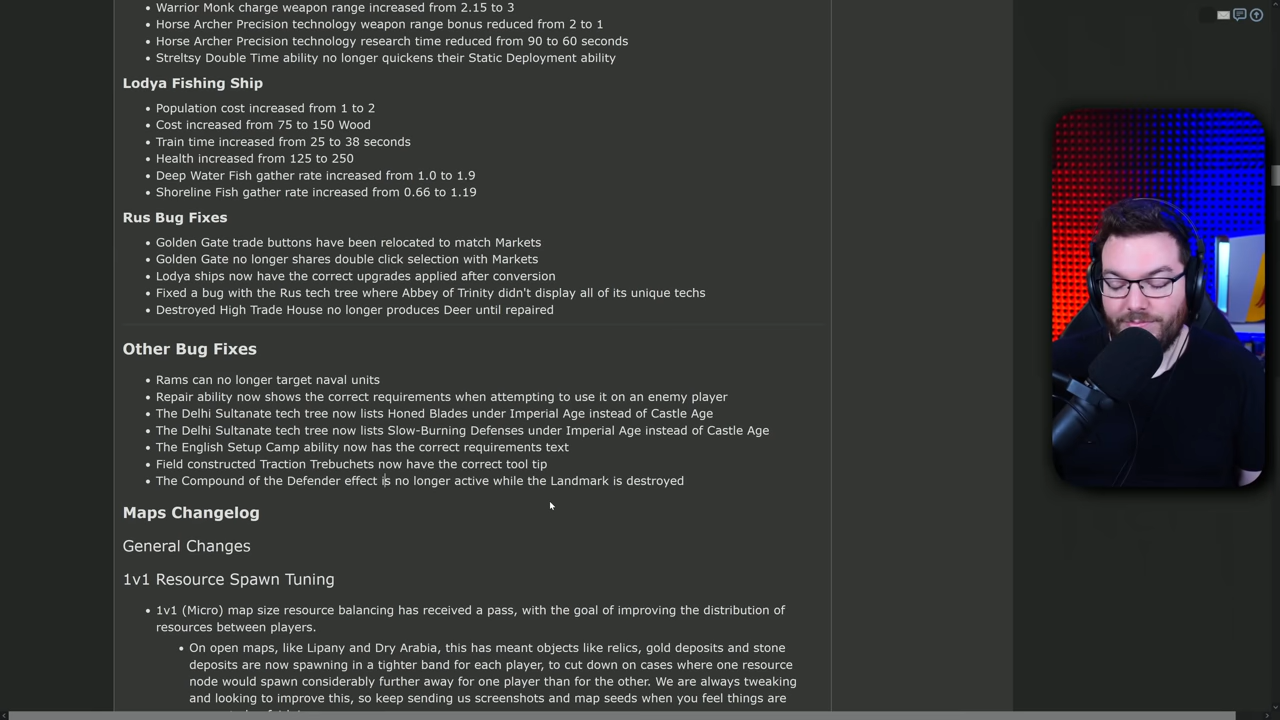 Warrior Monk charge weapon range increased from 2.15 to 3
Horse Archer Precision technology weapon range bonus reduced from 2 to 1
Horse Archer Precision technology research time reduced from 90 to 60 seconds
Streltsy Double Time ability no longer quickens their Static Deployment ability
Lodya Fishing Ship
Population cost increased from 1 to 2
Cost increased from 75 to 150 Wood
Train time increased from 25 to 38 seconds
Health increased from 125 to 250
Deep Water Fish gather rate increased from 1.0 to 1.9
Shoreline Fish gather rate increased from 0.66 to 1.19
Rus Bug Fixes
Golden Gate trade buttons have been relocated to match Markets
Golden Gate no longer shares double click selection with Markets
Lodya ships now have the correct upgrades applied after conversion
Fixed a bug with the Rus tech tree where Abbey of Trinity didn't display all of its unique techs
Destroyed High Trade House no longer produces Deer until repaired
Other Bug Fixes
Rams can no longer target naval units
Repair ability now shows the correct requirements when attempting to use it on an enemy player
The Delhi Sultanate tech tree now lists Honed Blades under Imperial Age instead of Castle Age
The Delhi Sultanate tech tree now lists Slow-Burning Defenses under Imperial Age instead of Castle Age
The English Setup Camp ability now has the correct requirements text
Field constructed Traction Trebuchets now have the correct tool tip
The Compound of the Defender effect is no longer active while the Landmark is destroyed
Maps Changelog
General Changes
1v1 Resource Spawn Tuning
1v1 (Micro) map size resource balancing has received a pass, with the goal of improving the distribution of
resources between players.
On open maps, like Lipany and Dry Arabia, this has meant objects like relics, gold deposits and stone
deposits are now spawning in a tighter band for each player, to cut down on cases where one resource
node would spawn considerably further away for one player than for the other. We are always tweaking
and looking to improve this, so keep sending us screenshots and map seeds when you feel things are